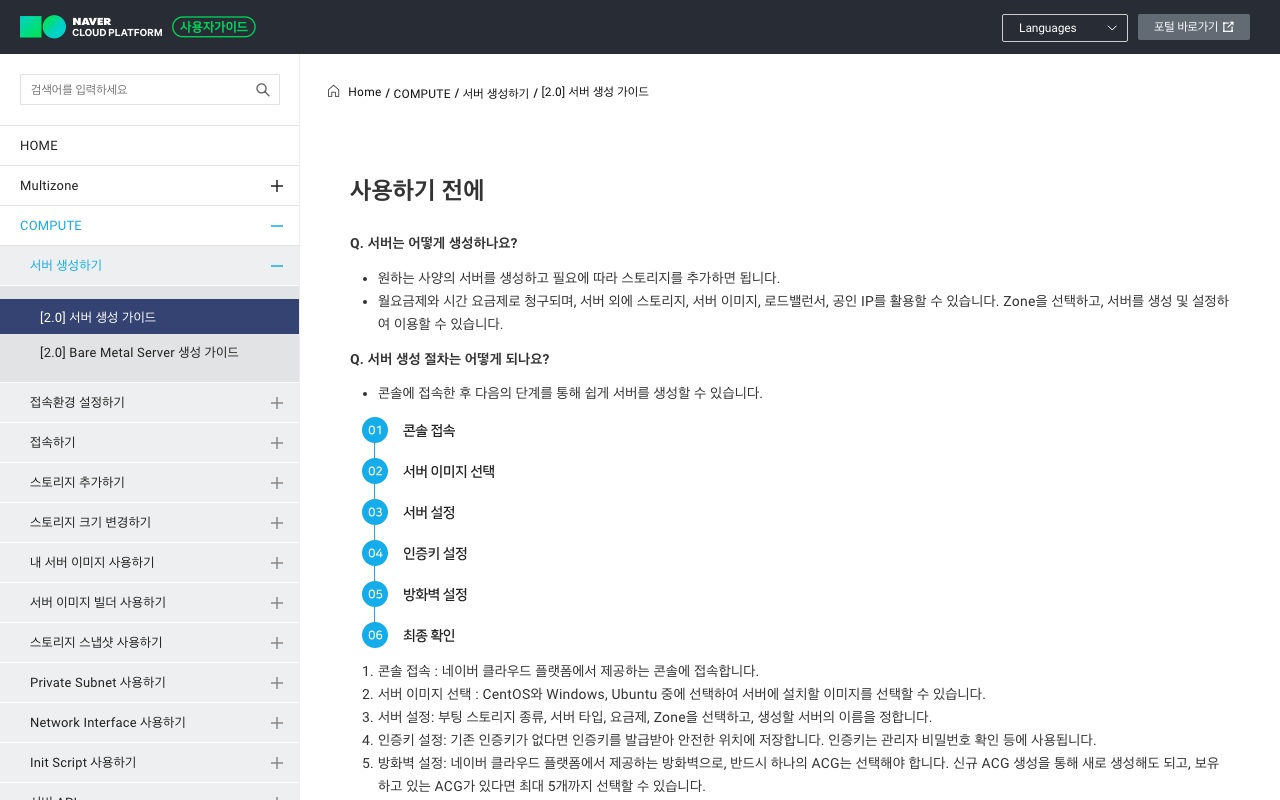 NAVER
CLOUD PLATFORM
사용자가이드
Languages
포털 바로가기
검색어를 입력하세요
HOME
Multizone
COMPUTE
서버 생성하기
[2.0] 서버 생성 가이드
[2.0] Bare Metal Server 생성 가이드
접속환경 설정하기
접속하기
스토리지 추가하기
스토리지 크기 변경하기
내 서버 이미지 사용하기
서버 이미지 빌더 사용하기
스토리지 스냅샷 사용하기
Private Subnet 사용하기
Network Interface 사용하기
Init Script 사용하기
Home / COMPUTE / 서버 생성하기 / [2.0] 서버 생성 가이드
사용하기 전에
Q. 서버는 어떻게 생성하나요?
• 원하는 사양의 서버를 생성하고 필요에 따라 스토리지를 추가하면 됩니다.
• 월요금제와 시간 요금제로 청구되며, 서버 외에 스토리지, 서버 이미지, 로드밸런서, 공인 IP를 활용할 수 있습니다. Zone을 선택하고, 서버를 생성 및 설정하
여 이용할 수 있습니다.
Q. 서버 생성 절차는 어떻게 되나요?
• 콘솔에 접속한 후 다음의 단계를 통해 쉽게 서버를 생성할 수 있습니다.
01 콘솔 접속
02 서버 이미지 선택
03 서버 설정
04 인증키 설정
05 방화벽 설정
06 최종 확인
1. 콘솔 접속 : 네이버 클라우드 플랫폼에서 제공하는 콘솔에 접속합니다.
2. 서버 이미지 선택 : CentOS와 Windows, Ubuntu 중에 선택하여 서버에 설치할 이미지를 선택할 수 있습니다.
3. 서버 설정: 부팅 스토리지 종류, 서버 타입, 요금제, Zone을 선택하고, 생성할 서버의 이름을 정합니다.
4. 인증키 설정: 기존 인증키가 없다면 인증키를 발급받아 안전한 위치에 저장합니다. 인증키는 관리자 비밀번호 확인 등에 사용됩니다.
5. 방화벽 설정: 네이버 클라우드 플랫폼에서 제공하는 방화벽으로, 반드시 하나의 ACG는 선택해야 합니다. 신규 ACG 생성을 통해 새로 생성해도 되고, 보유
하고 있는 ACG가 있다면 최대 5개까지 선택할 수 있습니다.